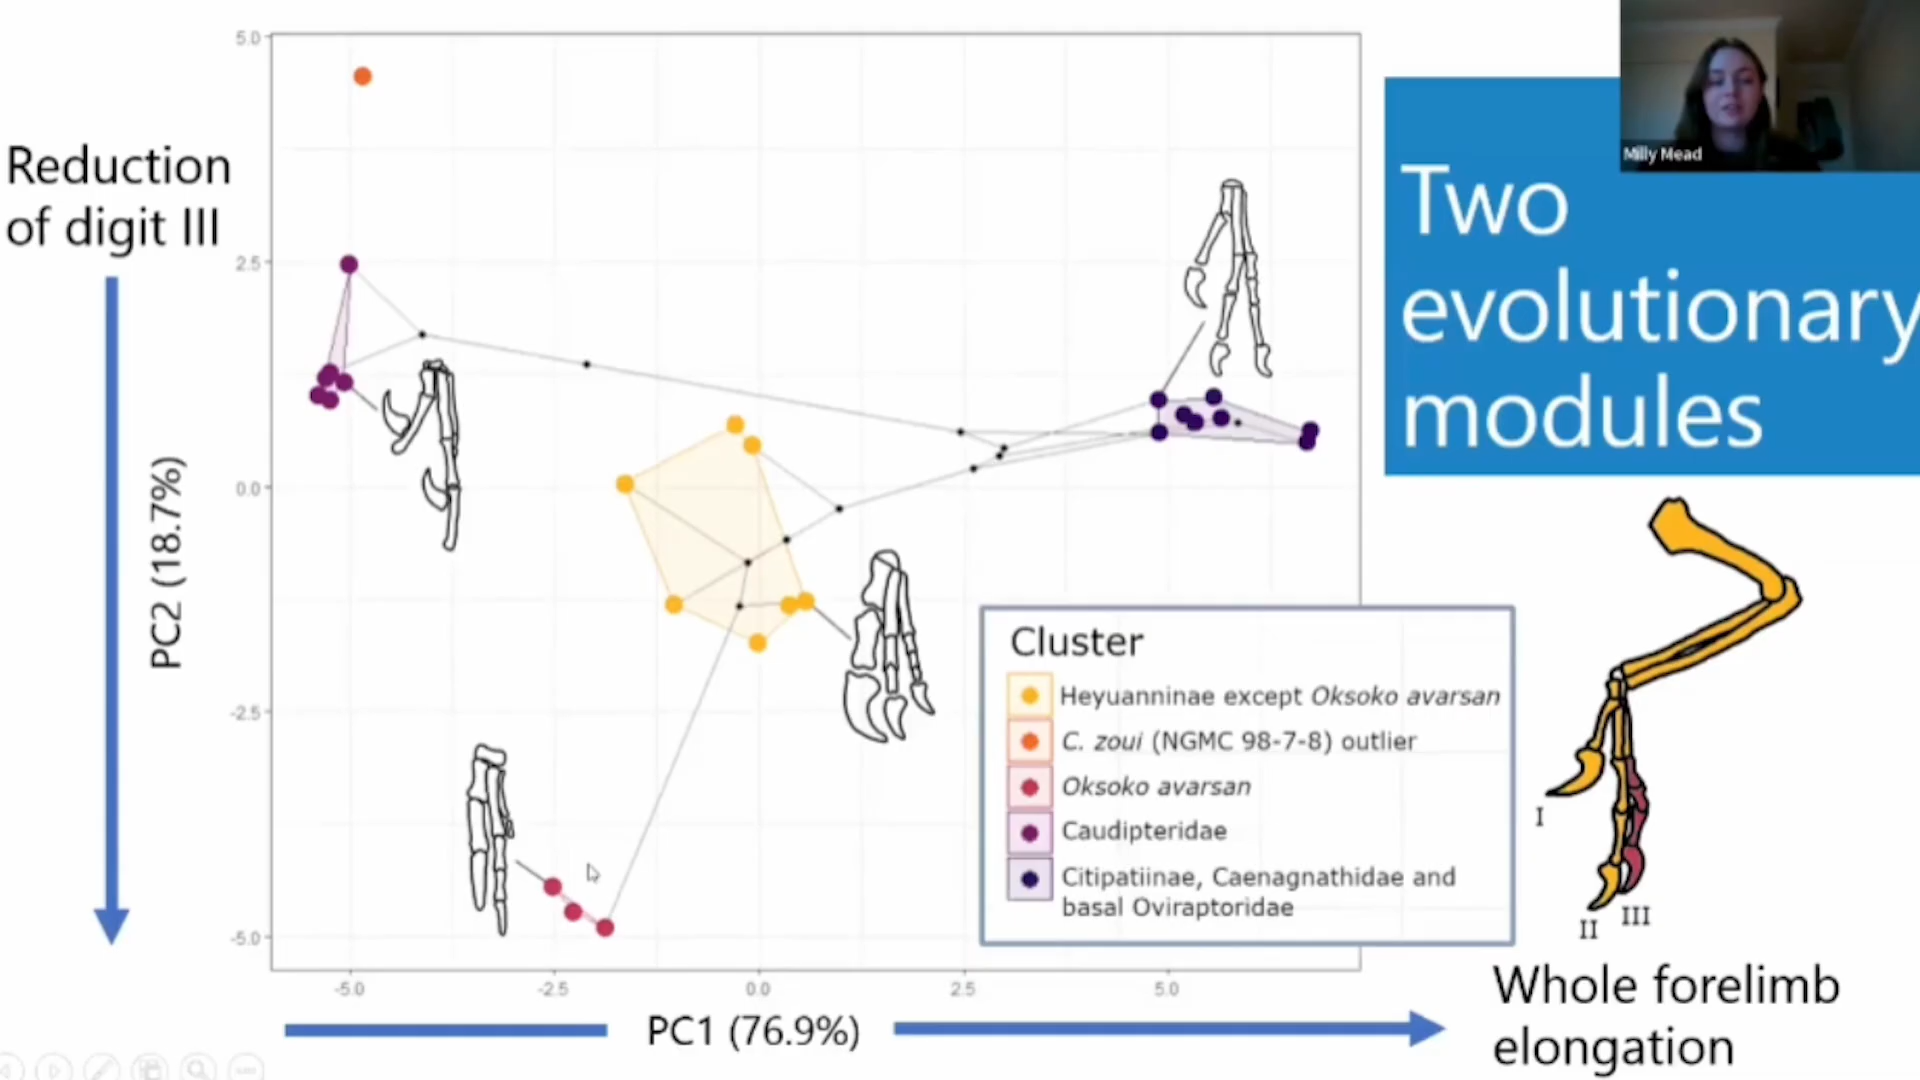 Milly Mead
Two
evolutionary
modules
Reduction
of digit III
PC2 (18.7%)
5.0
2.5
0.0
-2.5
-5.0
-5.0
-2.5
0.0
2.5
5.0
PC1 (76.9%)
Cluster
Heyuanninae except Oksoko avarsan
C. zoui (NGMC 98-7-8) outlier
Oksoko avarsan
Caudipteridae
Citipatiinae, Caenagnathidae and
basal Oviraptoridae
I
II
III
Whole forelimb
elongation